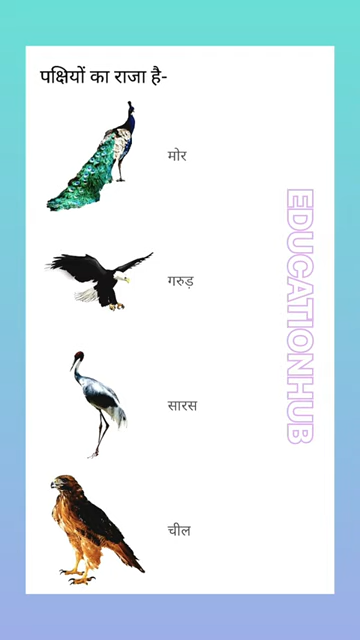 पक्षियों का राजा है-
मोर
गरुड़
सारस
चील
EDUCATIONHUB